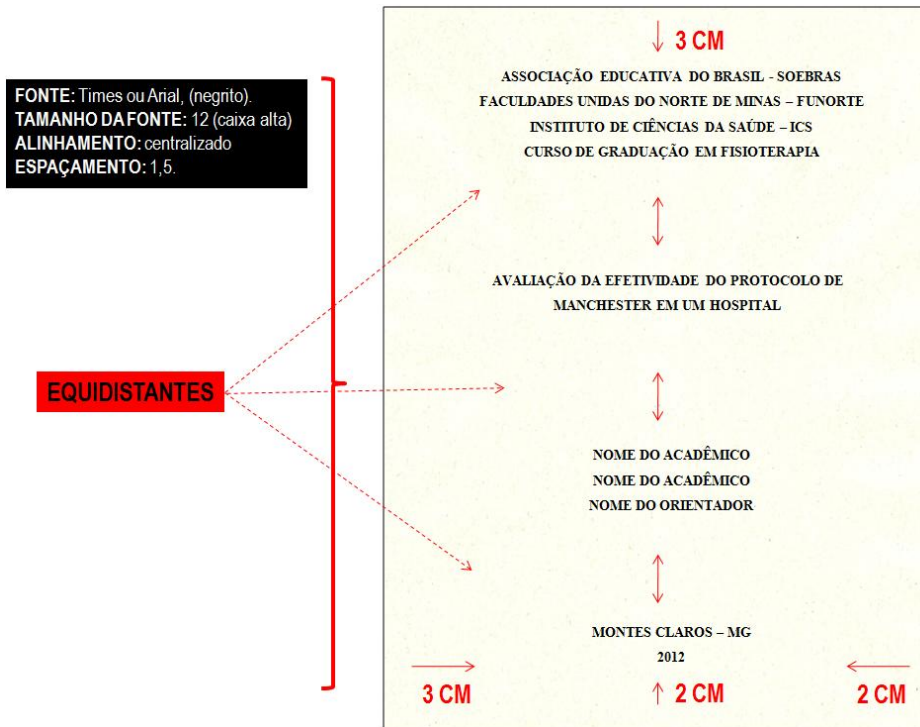 FONTE: Times ou Arial, (negrito).
TAMANHO DA FONTE: 12 (caixa alta)
ALINHAMENTO: centralizado
ESPAÇAMENTO: 1,5.
EQUIDISTANTES
3 CM
ASSOCIAÇÃO EDUCATIVA DO BRASIL - SOEBRAS
FACULDADES UNIDAS DO NORTE DE MINAS – FUNORTE
INSTITUTO DE CIÊNCIAS DA SAÚDE – ICS
CURSO DE GRADUAÇÃO EM FISIOTERAPIA
AVALIAÇÃO DA EFETIVIDADE DO PROTOCOLO DE
MANCHESTER EM UM HOSPITAL
NOME DO ACADÊMICO
NOME DO ACADÊMICO
NOME DO ORIENTADOR
MONTES CLAROS – MG
2012
3 CM
2 CM
2 CM